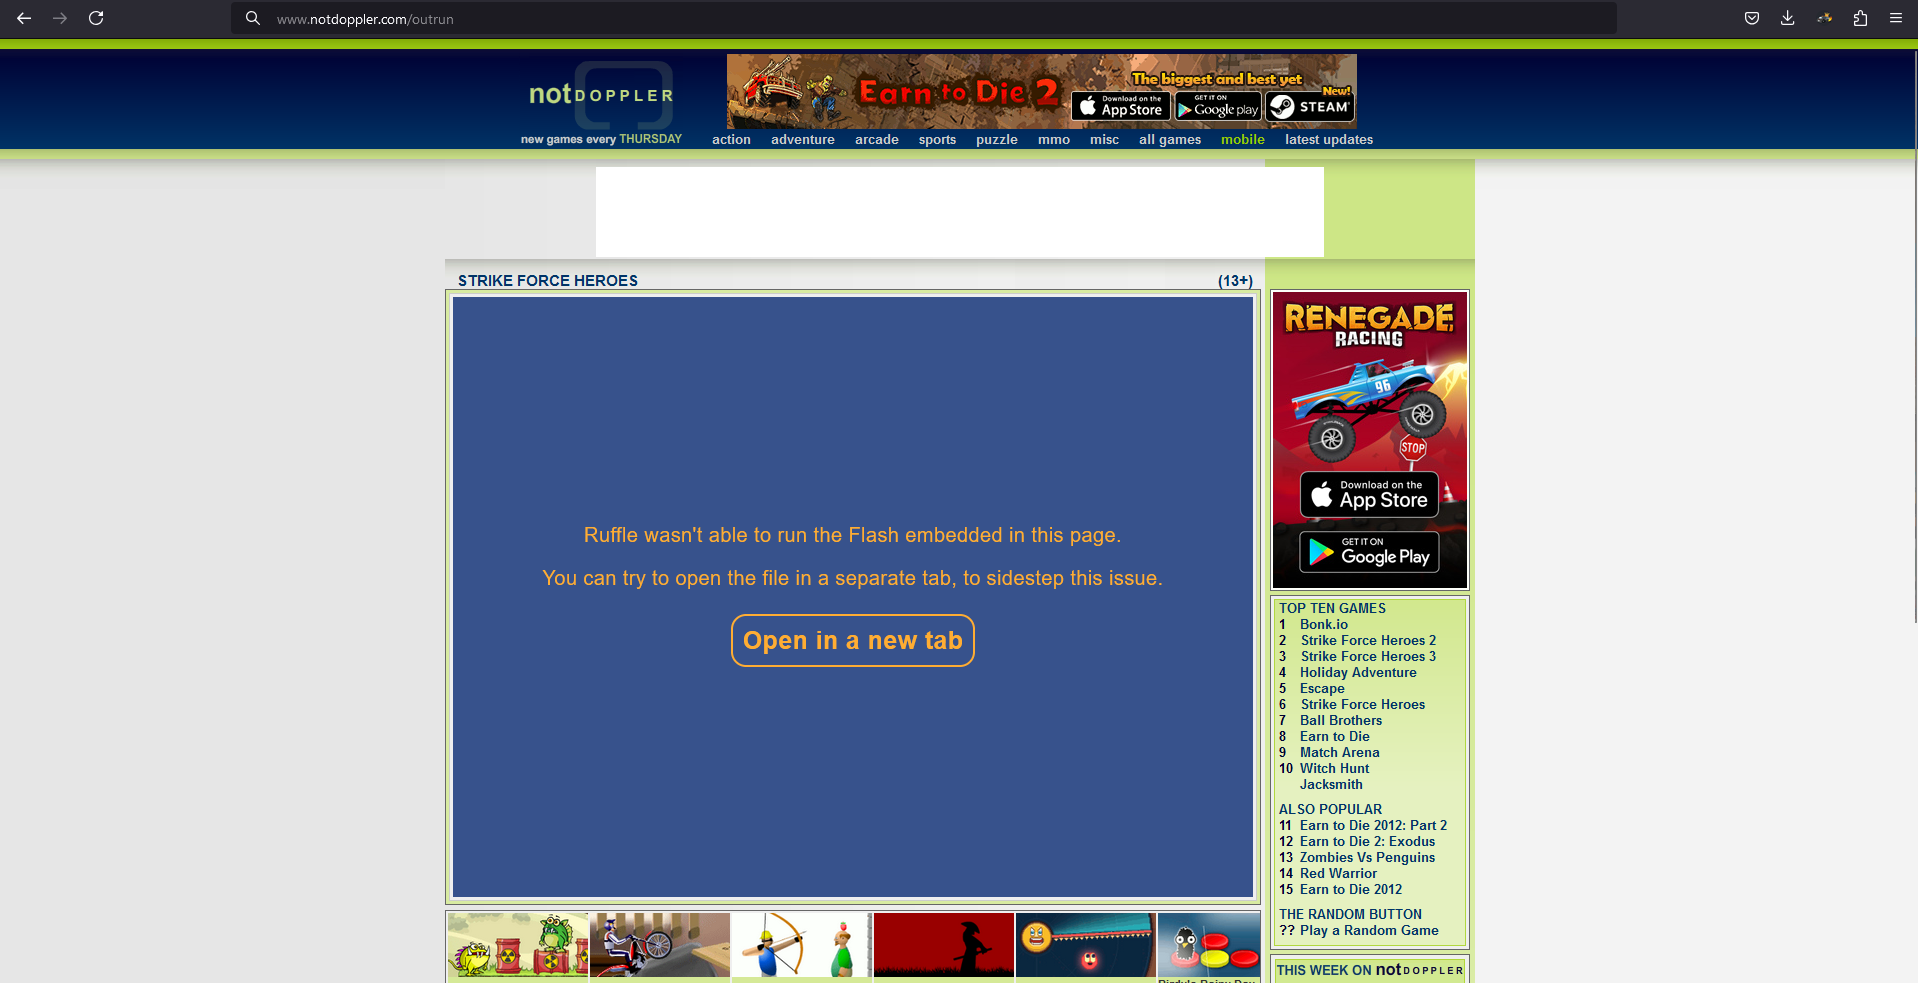 www.notdoppler.com/outrun
notDOPPLER
new games every THURSDAY
Earn to Die 2
The biggest and best yet
New!
Download on the App Store
GET IT ON Google play
STEAM
action adventure arcade sports puzzle mmo misc all games mobile latest updates
STRIKE FORCE HEROES (13+)
Ruffle wasn't able to run the Flash embedded in this page.
You can try to open the file in a separate tab, to sidestep this issue.
Open in a new tab
RENEGADE
RACING
96
STOP
Download on the
App Store
GET IT ON
Google Play
TOP TEN GAMES
1 Bonk.io
2 Strike Force Heroes 2
3 Strike Force Heroes 3
4 Holiday Adventure
5 Escape
6 Strike Force Heroes
7 Ball Brothers
8 Earn to Die
9 Match Arena
10 Witch Hunt
Jacksmith
ALSO POPULAR
11 Earn to Die 2012: Part 2
12 Earn to Die 2: Exodus
13 Zombies Vs Penguins
14 Red Warrior
15 Earn to Die 2012
THE RANDOM BUTTON
?? Play a Random Game
THIS WEEK ON notDOPPLER